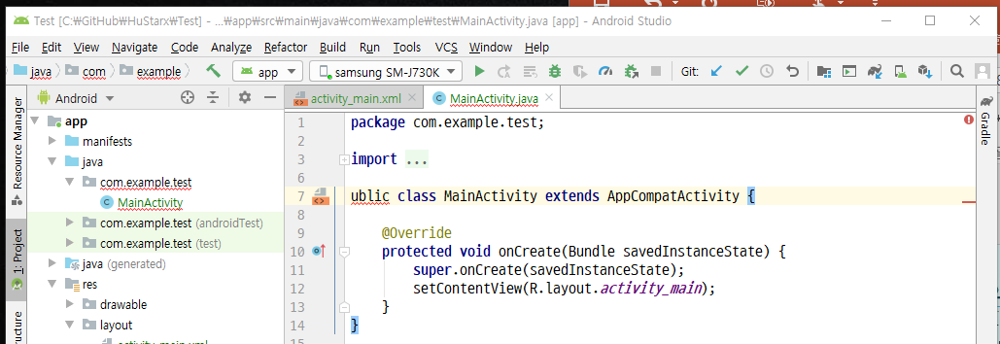 Test [C:₩GitHub₩HuStarx₩Test] - ...₩app₩src₩main₩java₩com₩example₩test₩MainActivity.java [app] - Android Studio
File Edit View Navigate Code Analyze Refactor Build Run Tools VCS Window Help
java com example app samsung SM-J730K Git:
Android activity_main.xml MainActivity.java
Resource Manager
1: Project
Gradle
app
manifests
java
com.example.test
MainActivity
com.example.test (androidTest)
com.example.test (test)
java (generated)
res
drawable
layout
activity_main.xml
1 package com.example.test;
2
3 import ...
6
7 ublic class MainActivity extends AppCompatActivity {
8
9 @Override
10 protected void onCreate(Bundle savedInstanceState) {
11 super.onCreate(savedInstanceState);
12 setContentView(R.layout.activity_main);
13 }
14 }
15